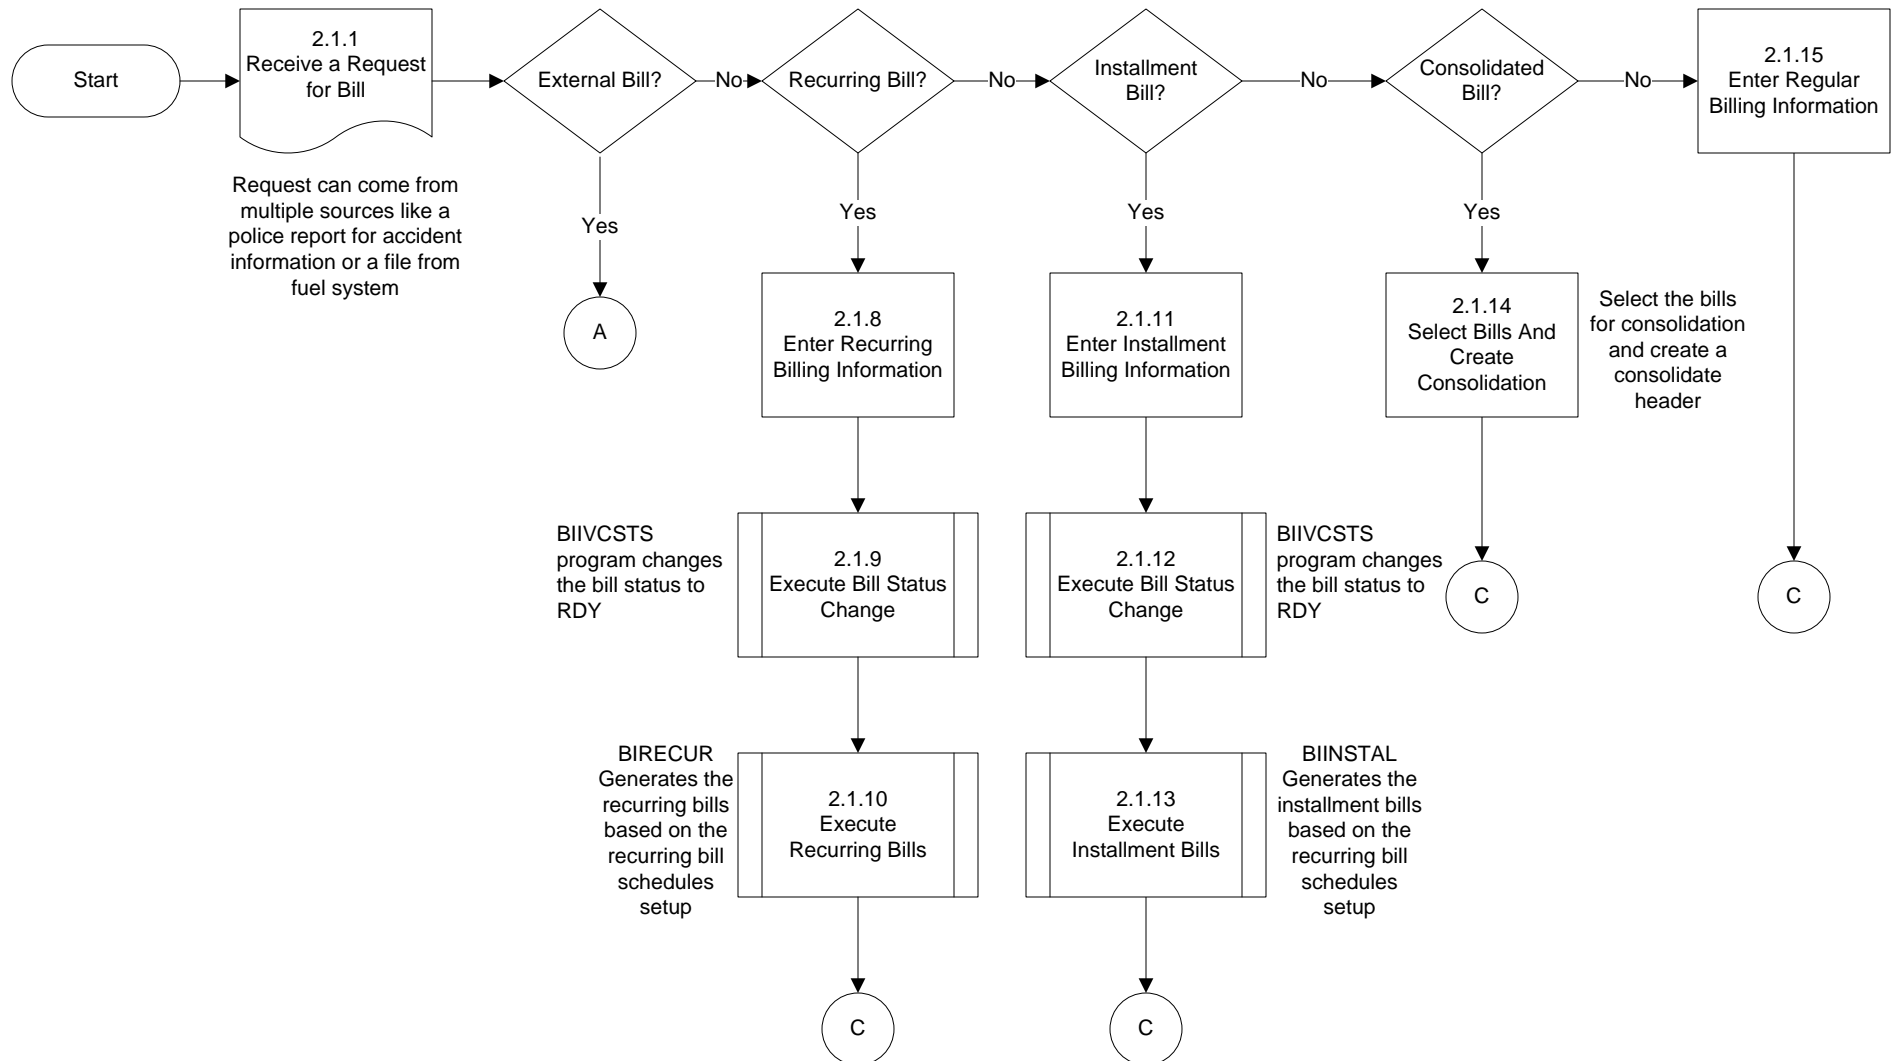 Start
2.1.1
Receive a Request
for Bill
External Bill?
No
Recurring Bill?
No
Installment
Bill?
No
Consolidated
Bill?
No
2.1.15
Enter Regular
Billing Information
Request can come from
multiple sources like a
police report for accident
information or a file from
fuel system
Yes
Yes
Yes
Yes
A
2.1.8
Enter Recurring
Billing Information
2.1.11
Enter Installment
Billing Information
2.1.14
Select Bills And
Create
Consolidation
Select the bills
for consolidation
and create a
consolidate
header
BIIVCSTS
program changes
the bill status to
RDY
2.1.9
Execute Bill Status
Change
2.1.12
Execute Bill Status
Change
BIIVCSTS
program changes
the bill status to
RDY
C
C
BIRECUR
Generates the
recurring bills
based on the
recurring bill
schedules
setup
2.1.10
Execute
Recurring Bills
2.1.13
Execute
Installment Bills
BIINSTAL
Generates the
installment bills
based on the
recurring bill
schedules
setup
C
C